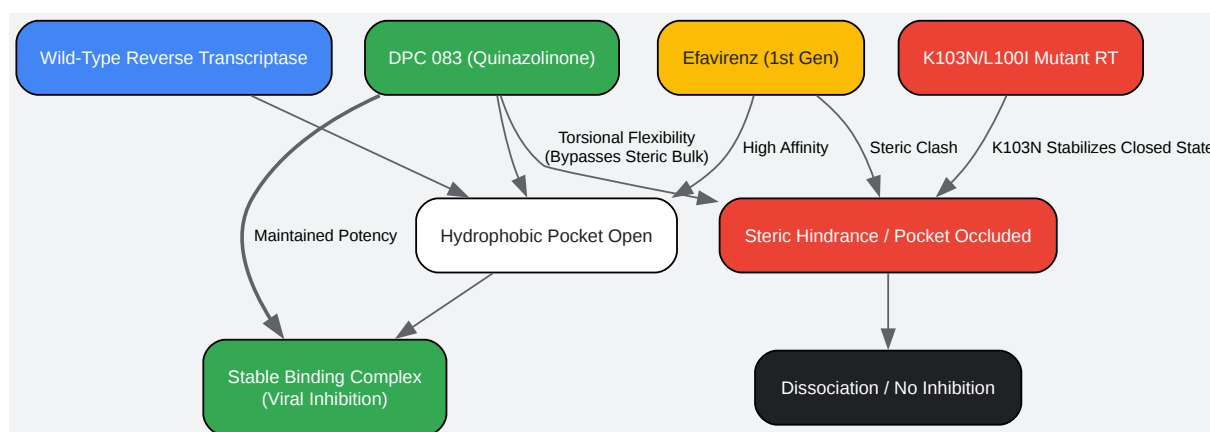 Wild-Type Reverse Transcriptase
DPC 083 (Quinazolinone)
Efavirenz (1st Gen)
K103N/L100I Mutant RT
Torsional Flexibility
(Bypasses Steric Bulk)
High Affinity
Steric Clash
K103N Stabilizes Closed State
Maintained Potency
Hydrophobic Pocket Open
Steric Hindrance / Pocket Occluded
Stable Binding Complex
(Viral Inhibition)
Dissociation / No Inhibition